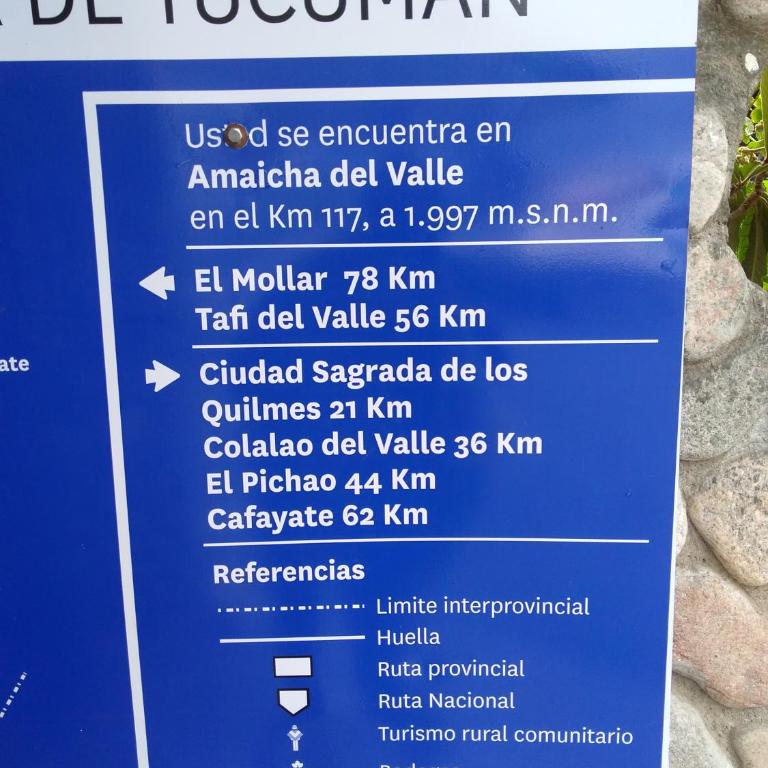 DE TUCUMÁN
Usted se encuentra en
Amaicha del Valle
en el Km 117, a 1.997 m.s.n.m.
El Mollar 78 Km
Tafi del Valle 56 Km
Ciudad Sagrada de los
Quilmes 21 Km
Colalao del Valle 36 Km
El Pichao 44 Km
Cafayate 62 Km
ate
Referencias
Limite interprovincial
Huella
Ruta provincial
Ruta Nacional
Turismo rural comunitario